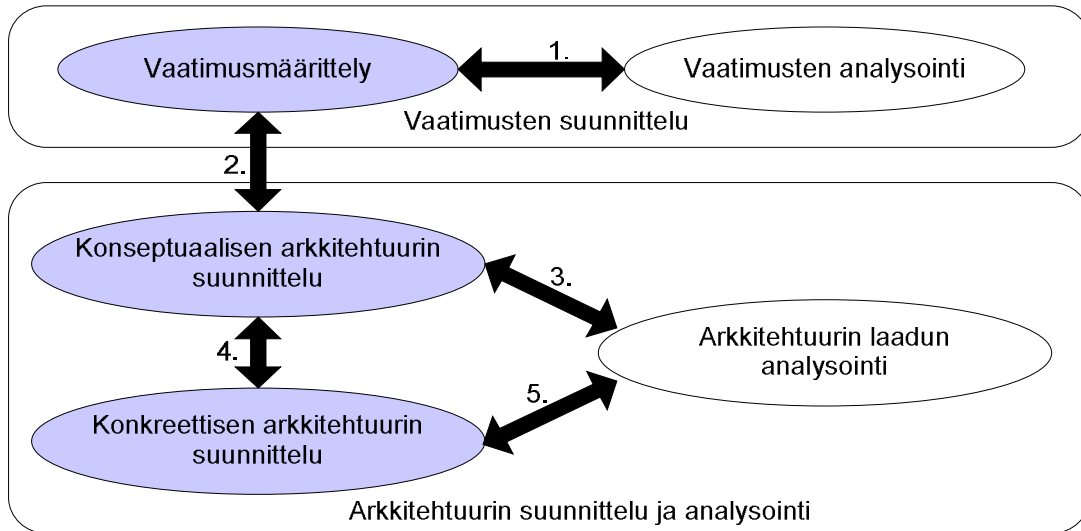 Vaatimusmäärittely
1.
Vaatimusten analysointi
Vaatimusten suunnittelu
2.
Konseptuaalisen arkkitehtuurin
suunnittelu
3.
Arkkitehtuurin laadun
analysointi
4.
5.
Konkreettisen arkkitehtuurin
suunnittelu
Arkkitehtuurin suunnittelu ja analysointi